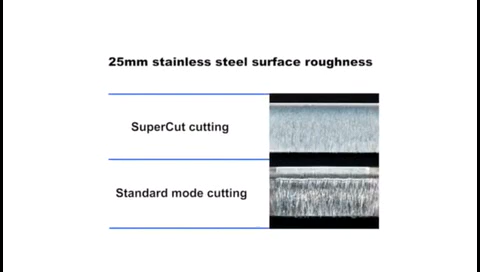 25mm stainless steel surface roughness
SuperCut cutting
Standard mode cutting